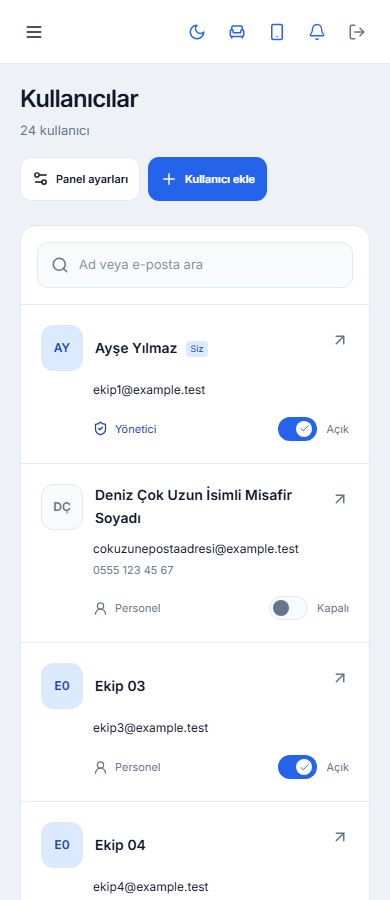 Kullanıcılar
24 kullanıcı
Panel ayarları
Kullanıcı ekle
Ad veya e-posta ara
AY
Ayşe Yılmaz
Siz
ekip1@example.test
Yönetici
Açık
DÇ
Deniz Çok Uzun İsimli Misafir
Soyadı
cokuzunepostaadresi@example.test
0555 123 45 67
Personel
Kapalı
E0
Ekip 03
ekip3@example.test
Personel
Açık
E0
Ekip 04
ekip4@example.test